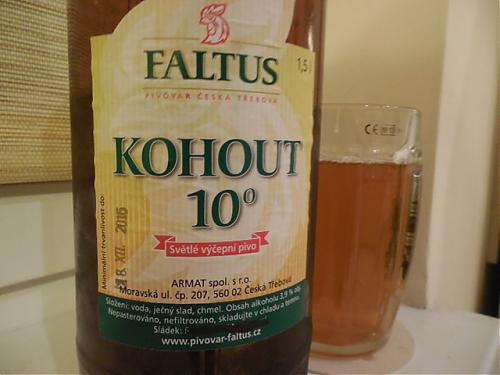 FALTUS
1,5 l
PIVOVAR ČESKÁ TŘEBOVÁ
KOHOUT
10°
Světlé výčepní pivo
Minimální trvanlivost do:
18. XII. 2016
ARMAT spol. s r.o.
Moravská ul. čp. 207, 560 02 Česká Třebová
Složení: voda, ječný slad, chmel. Obsah alkoholu 3,9 % obj.
Nepasterováno, nefiltrováno, skladujte v chladu a temnu.
Sládek:
www.pivovar-faltus.cz
CE